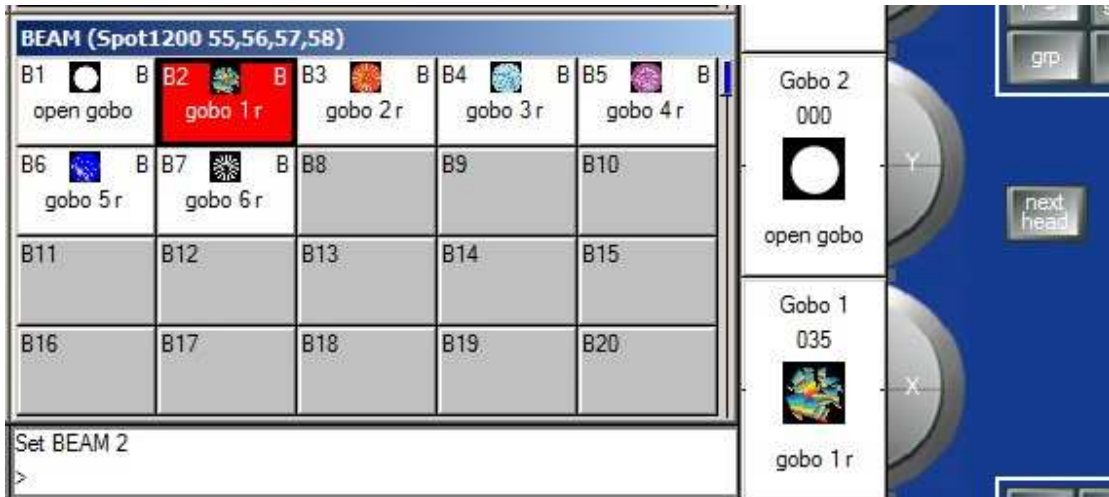 BEAM (Spot1200 55,56,57,58)
B1 B B2 B B3 B B4 B B5 B
open gobo gobo 1 r gobo 2 r gobo 3 r gobo 4 r
B6 B B7 B B8 B9 B10
gobo 5 r gobo 6 r
B11 B12 B13 B14 B15
B16 B17 B18 B19 B20
Set BEAM 2
>
Gobo 2
000
open gobo
Gobo 1
035
gobo 1 r
Y
X
grp
next
head